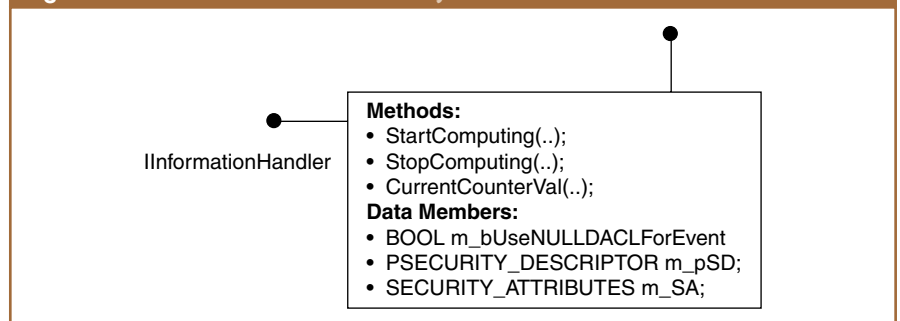 Methods:
• StartComputing(..);
IInformationHandler
• StopComputing(..);
• CurrentCounterVal(..);
Data Members:
• BOOL m_bUseNULLDACLForEvent
• PSECURITY_DESCRIPTOR m_pSD;
• SECURITY_ATTRIBUTES m_SA;